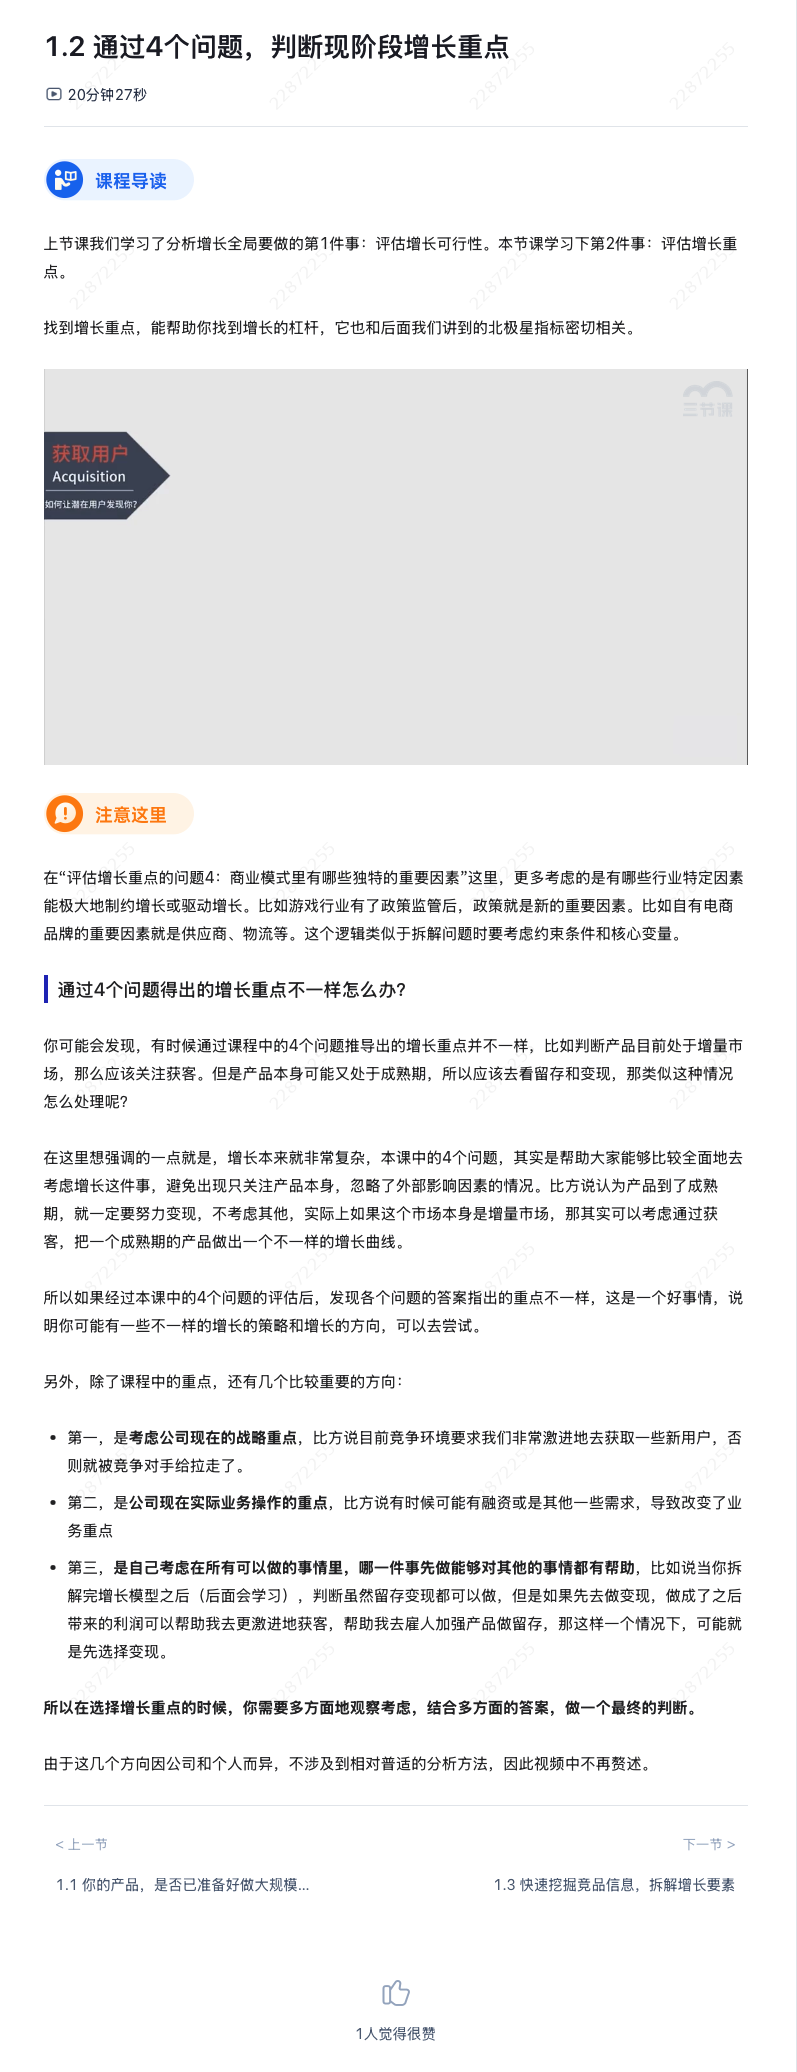 1.2 通过4个问题，判断现阶段增长重点
20分钟27秒
课程导读
上节课我们学习了分析增长全局要做的第1件事：评估增长可行性。本节课学习下第2件事：评估增长重
点。
找到增长重点，能帮助你找到增长的杠杆，它也和后面我们讲到的北极星指标密切相关。
三节课
获取用户
Acquisition
如何让潜在用户发现你?
注意这里
在“评估增长重点的问题4：商业模式里有哪些独特的重要因素”这里，更多考虑的是有哪些行业特定因素
能极大地制约增长或驱动增长。比如游戏行业有了政策监管后，政策就是新的重要因素。比如自有电商
品牌的重要因素就是供应商、物流等。这个逻辑类似于拆解问题时要考虑约束条件和核心变量。
通过4个问题得出的增长重点不一样怎么办?
你可能会发现，有时候通过课程中的4个问题推导出的增长重点并不一样，比如判断产品目前处于增量市
场，那么应该关注获客。但是产品本身可能又处于成熟期，所以应该去看留存和变现，那类似这种情况
怎么处理呢?
在这里想强调的一点就是，增长本来就非常复杂，本课中的4个问题，其实是帮助大家能够比较全面地去
考虑增长这件事，避免出现只关注产品本身，忽略了外部影响因素的情况。比方说认为产品到了成熟
期，就一定要努力变现，不考虑其他，实际上如果这个市场本身是增量市场，那其实可以考虑通过获
客，把一个成熟期的产品做出一个不一样的增长曲线。
所以如果经过本课中的4个问题的评估后，发现各个问题的答案指出的重点不一样，这是一个好事情，说
明你可能有一些不一样的增长的策略和增长的方向，可以去尝试。
另外，除了课程中的重点，还有几个比较重要的方向：
• 第一，是考虑公司现在的战略重点，比方说目前竞争环境要求我们非常激进地去获取一些新用户，否
则就被竞争对手给拉走了。
• 第二，是公司现在实际业务操作的重点，比方说有时候可能有融资或是其他一些需求，导致改变了业
务重点
• 第三，是自己考虑在所有可以做的事情里，哪一件事先做能够对其他的事情都有帮助，比如说当你拆
解完增长模型之后（后面会学习），判断虽然留存变现都可以做，但是如果先去做变现，做成了之后
带来的利润可以帮助我去更激进地获客，帮助我去雇人加强产品做留存，那这样一个情况下，可能就
是先选择变现。
所以在选择增长重点的时候，你需要多方面地观察考虑，结合多方面的答案，做一个最终的判断。
由于这几个方向因公司和个人而异，不涉及到相对普适的分析方法，因此视频中不再赘述。
< 上一节
下一节 >
1.1 你的产品，是否已准备好做大规模...
1.3 快速挖掘竞品信息，拆解增长要素
1人觉得很赞
22872255